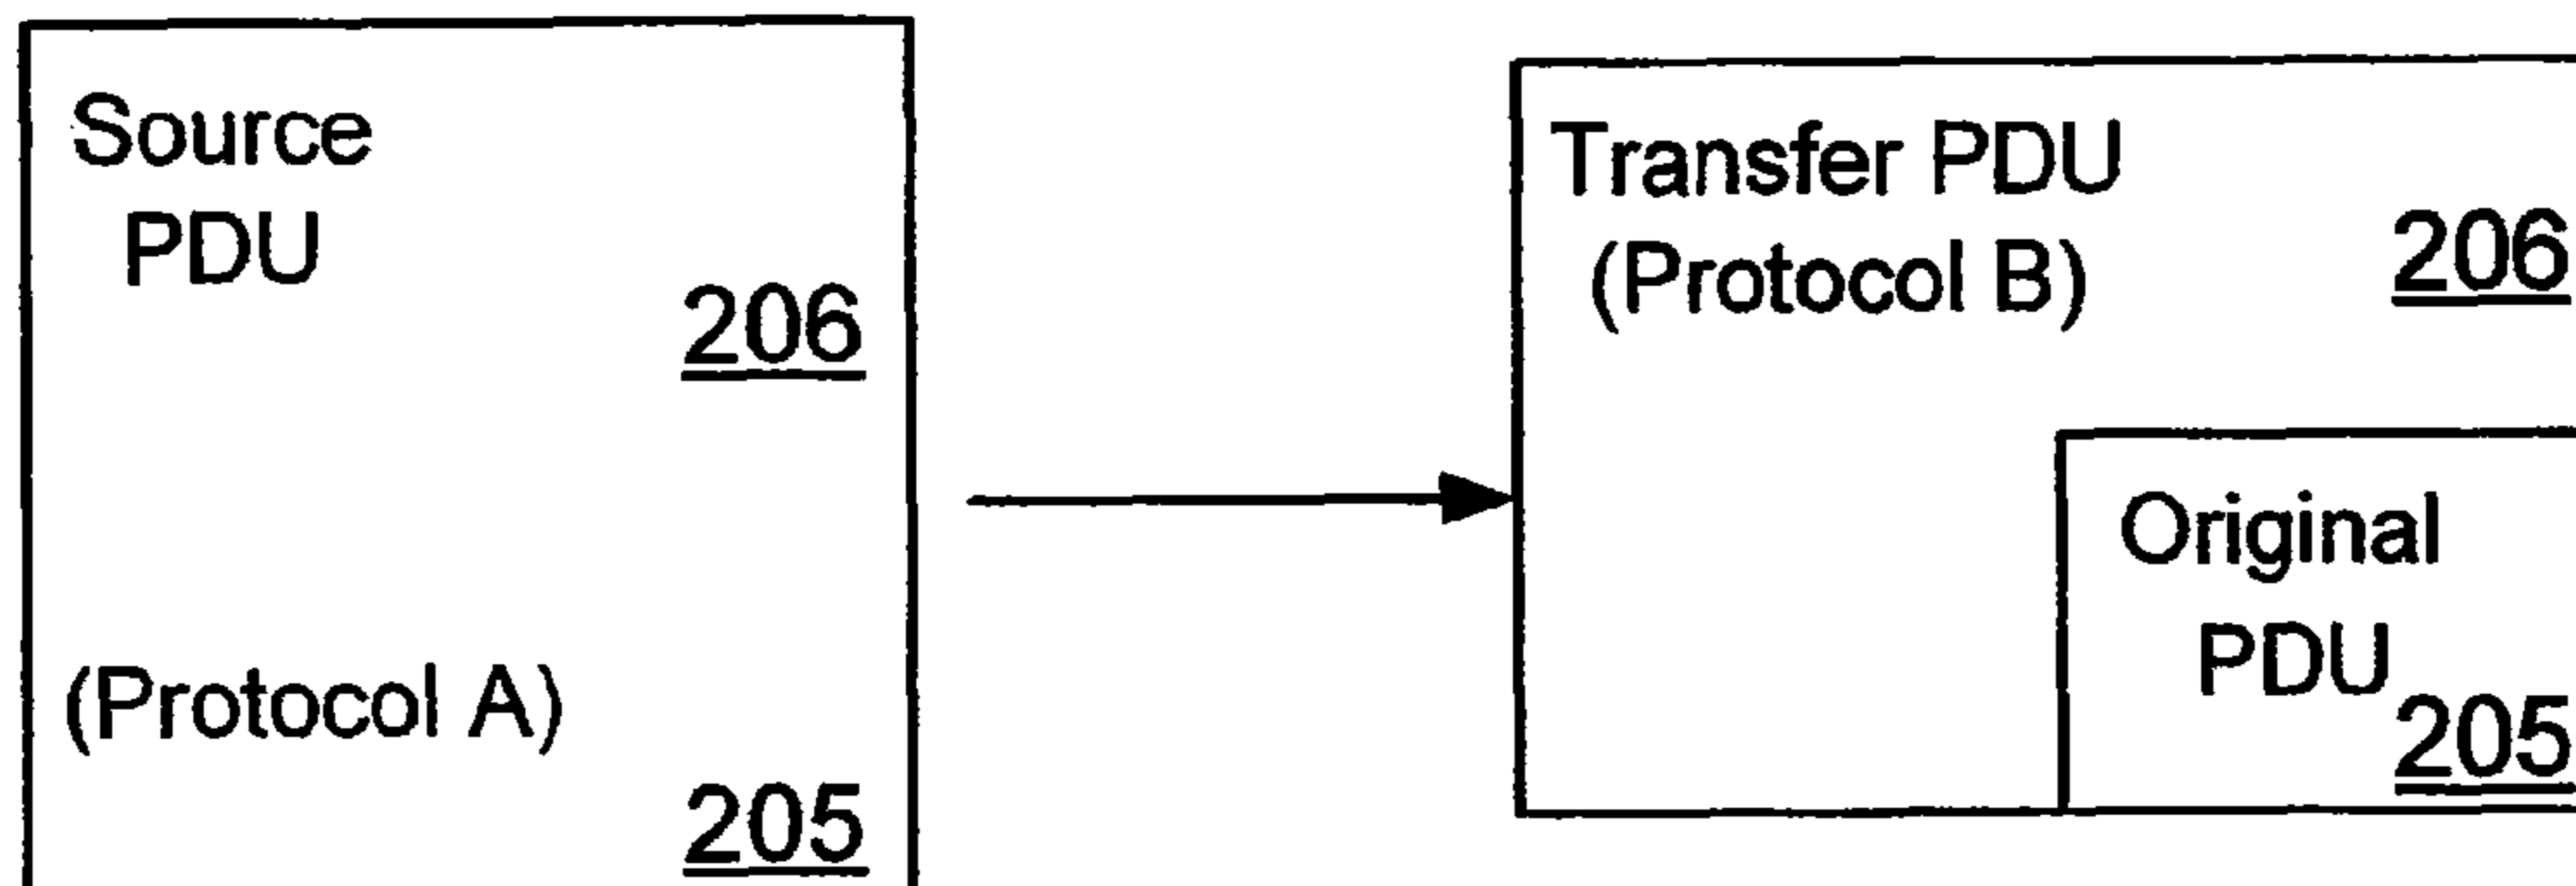 Source
PDU
206
(Protocol A)
205
Transfer PDU
(Protocol B)
206
Original
PDU
205